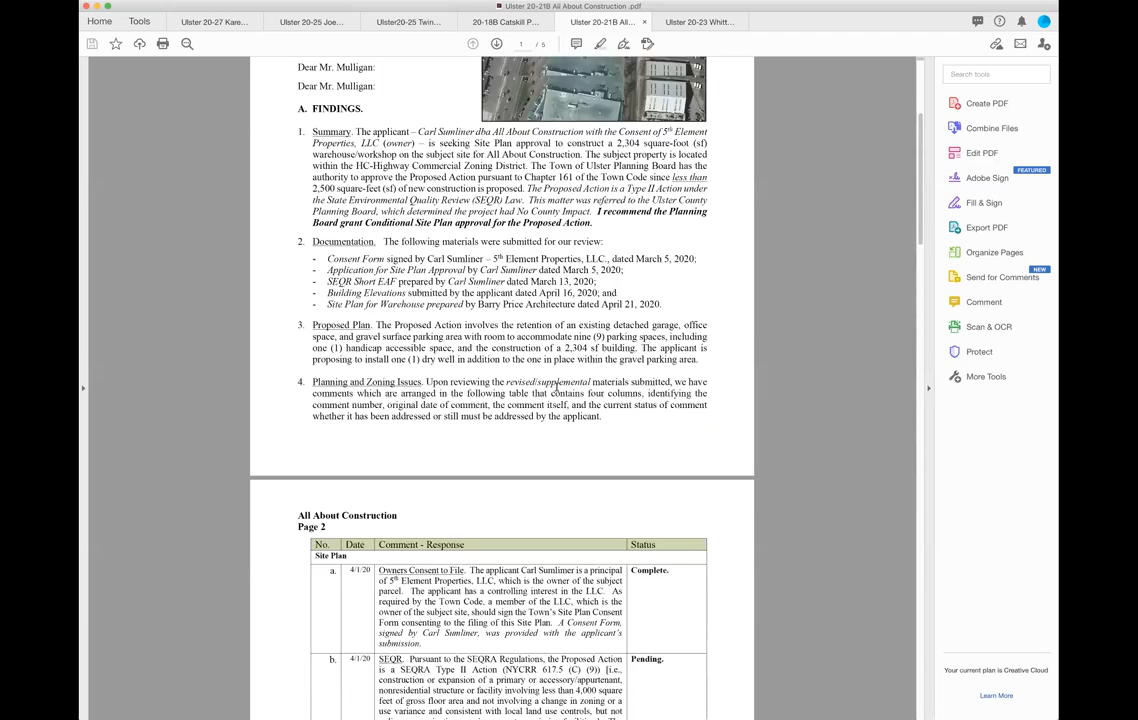 Ulster 20-21B All About Construction .pdf
Home
Tools
Ulster 20-27 Kare...
Ulster 20-25 Joe...
Ulster20-25 Twin...
20-18B Catskill P...
Ulster 20-21B All...
Ulster 20-23 Whitt...
1 / 5
Dear Mr. Mulligan:
Dear Mr. Mulligan:
A. FINDINGS.
1. Summary. The applicant – Carl Sumliner dba All About Construction with the Consent of 5th Element
Properties, LLC (owner) – is seeking Site Plan approval to construct a 2,304 square-foot (sf)
warehouse/workshop on the subject site for All About Construction. The subject property is located
within the HC-Highway Commercial Zoning District. The Town of Ulster Planning Board has the
authority to approve the Proposed Action pursuant to Chapter 161 of the Town Code since less than
2,500 square-feet (sf) of new construction is proposed. The Proposed Action is a Type II Action under
the State Environmental Quality Review (SEQR) Law. This matter was referred to the Ulster County
Planning Board, which determined the project had No County Impact. I recommend the Planning
Board grant Conditional Site Plan approval for the Proposed Action.
2. Documentation. The following materials were submitted for our review:
- Consent Form signed by Carl Sumliner – 5th Element Properties, LLC., dated March 5, 2020;
- Application for Site Plan Approval by Carl Sumliner dated March 5, 2020;
- SEQR Short EAF prepared by Carl Sumliner dated March 13, 2020;
- Building Elevations submitted by the applicant dated April 16, 2020; and
- Site Plan for Warehouse prepared by Barry Price Architecture dated April 21, 2020.
3. Proposed Plan. The Proposed Action involves the retention of an existing detached garage, office
space, and gravel surface parking area with room to accommodate nine (9) parking spaces, including
one (1) handicap accessible space, and the construction of a 2,304 sf building. The applicant is
proposing to install one (1) dry well in addition to the one in place within the gravel parking area.
4. Planning and Zoning Issues. Upon reviewing the revised/supplemental materials submitted, we have
comments which are arranged in the following table that contains four columns, identifying the
comment number, original date of comment, the comment itself, and the current status of comment
whether it has been addressed or still must be addressed by the applicant.
All About Construction
Page 2
No. Date Comment - Response Status
Site Plan
a. 4/1/20 Owners Consent to File. The applicant Carl Sumlimer is a principal Complete.
of 5th Element Properties, LLC, which is the owner of the subject
parcel. The applicant has a controlling interest in the LLC. As
required by the Town Code, a member of the LLC, which is the
owner of the subject site, should sign the Town's Site Plan Consent
Form consenting to the filing of this Site Plan. A Consent Form,
signed by Carl Sumliner, was provided with the applicant's
submission.
b. 4/1/20 SEQR. Pursuant to the SEQRA Regulations, the Proposed Action Pending.
is a SEQRA Type II Action (NYCRR 617.5 (C) (9)) [i.e.,
construction or expansion of a primary or accessory/appurtenant,
nonresidential structure or facility involving less than 4,000 square
feet of gross floor area and not involving a change in zoning or a
use variance and consistent with local land use controls, but not
Search tools
Create PDF
Combine Files
Edit PDF
FEATURED
Adobe Sign
Fill & Sign
Export PDF
Organize Pages
NEW
Send for Comments
Comment
Scan & OCR
Protect
More Tools
Your current plan is Creative Cloud
Learn More